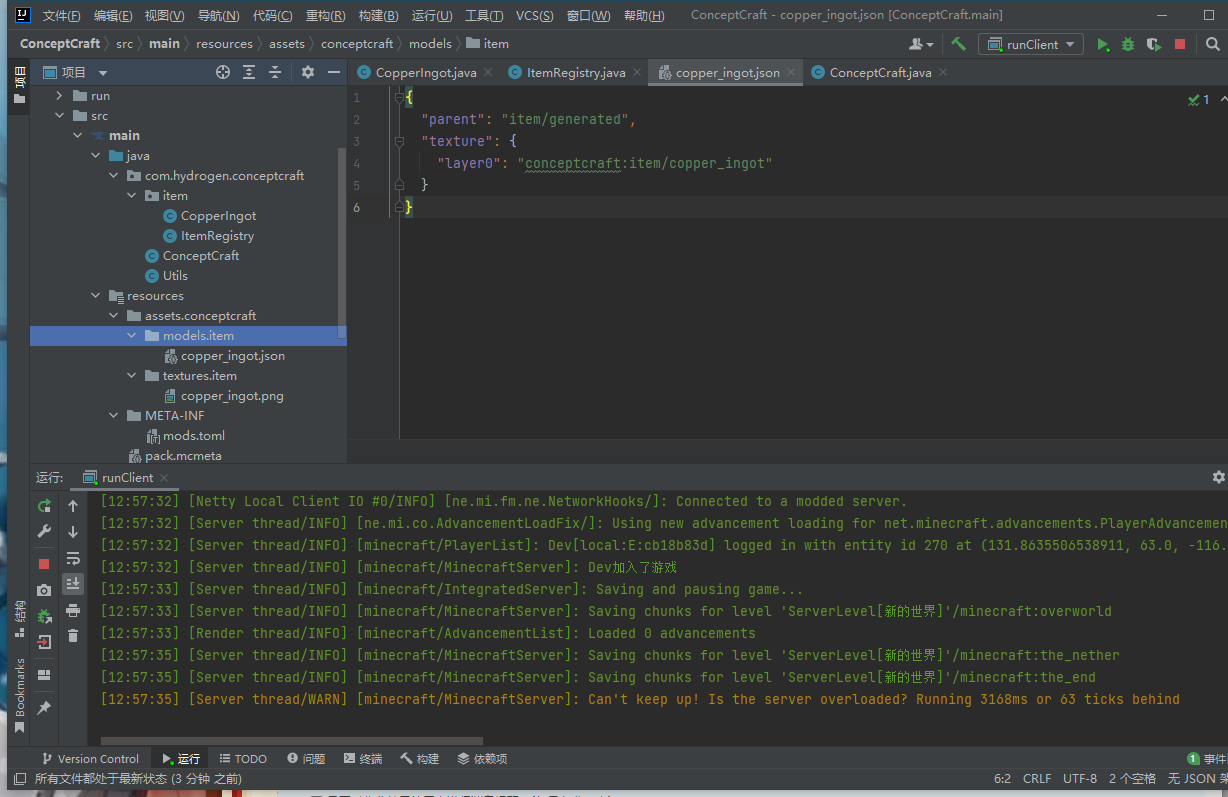 文件(F) 编辑(E) 视图(V) 导航(N) 代码(C) 重构(R) 构建(B) 运行(U) 工具(T) VCS(S) 窗口(W) 帮助(H) ConceptCraft - copper_ingot.json [ConceptCraft.main]
ConceptCraft src main resources assets conceptcraft models item runClient
项目 项目 CopperIngot.java ItemRegistry.java copper_ingot.json ConceptCraft.java
run
src
main
java
com.hydrogen.conceptcraft
item
CopperIngot
ItemRegistry
ConceptCraft
Utils
resources
assets.conceptcraft
models.item
copper_ingot.json
textures.item
copper_ingot.png
META-INF
mods.toml
pack.mcmeta
1 { 1
2 "parent": "item/generated",
3 "texture": {
4 "layer0": "conceptcraft:item/copper_ingot"
5 }
6 }
运行: runClient
[12:57:32] [Netty Local Client IO #0/INFO] [ne.mi.fm.ne.NetworkHooks/]: Connected to a modded server.
[12:57:32] [Server thread/INFO] [ne.mi.co.AdvancementLoadFix/]: Using new advancement loading for net.minecraft.advancements.PlayerAdvancemen
[12:57:32] [Server thread/INFO] [minecraft/PlayerList]: Dev[local:E:cb18b83d] logged in with entity id 270 at (131.8635506538911, 63.0, -116.
[12:57:32] [Server thread/INFO] [minecraft/MinecraftServer]: Dev加入了游戏
[12:57:33] [Server thread/INFO] [minecraft/IntegratedServer]: Saving and pausing game...
[12:57:33] [Server thread/INFO] [minecraft/MinecraftServer]: Saving chunks for level 'ServerLevel[新的世界]'/minecraft:overworld
[12:57:33] [Render thread/INFO] [minecraft/AdvancementList]: Loaded 0 advancements
[12:57:35] [Server thread/INFO] [minecraft/MinecraftServer]: Saving chunks for level 'ServerLevel[新的世界]'/minecraft:the_nether
[12:57:35] [Server thread/INFO] [minecraft/MinecraftServer]: Saving chunks for level 'ServerLevel[新的世界]'/minecraft:the_end
[12:57:35] [Server thread/WARN] [minecraft/MinecraftServer]: Can't keep up! Is the server overloaded? Running 3168ms or 63 ticks behind
结构
Bookmarks
Version Control 运行 TODO 问题 终端 构建 依赖项 1 事件
所有文件都处于最新状态 (3 分钟 之前) 6:2 CRLF UTF-8 2 个空格 无 JSON 架